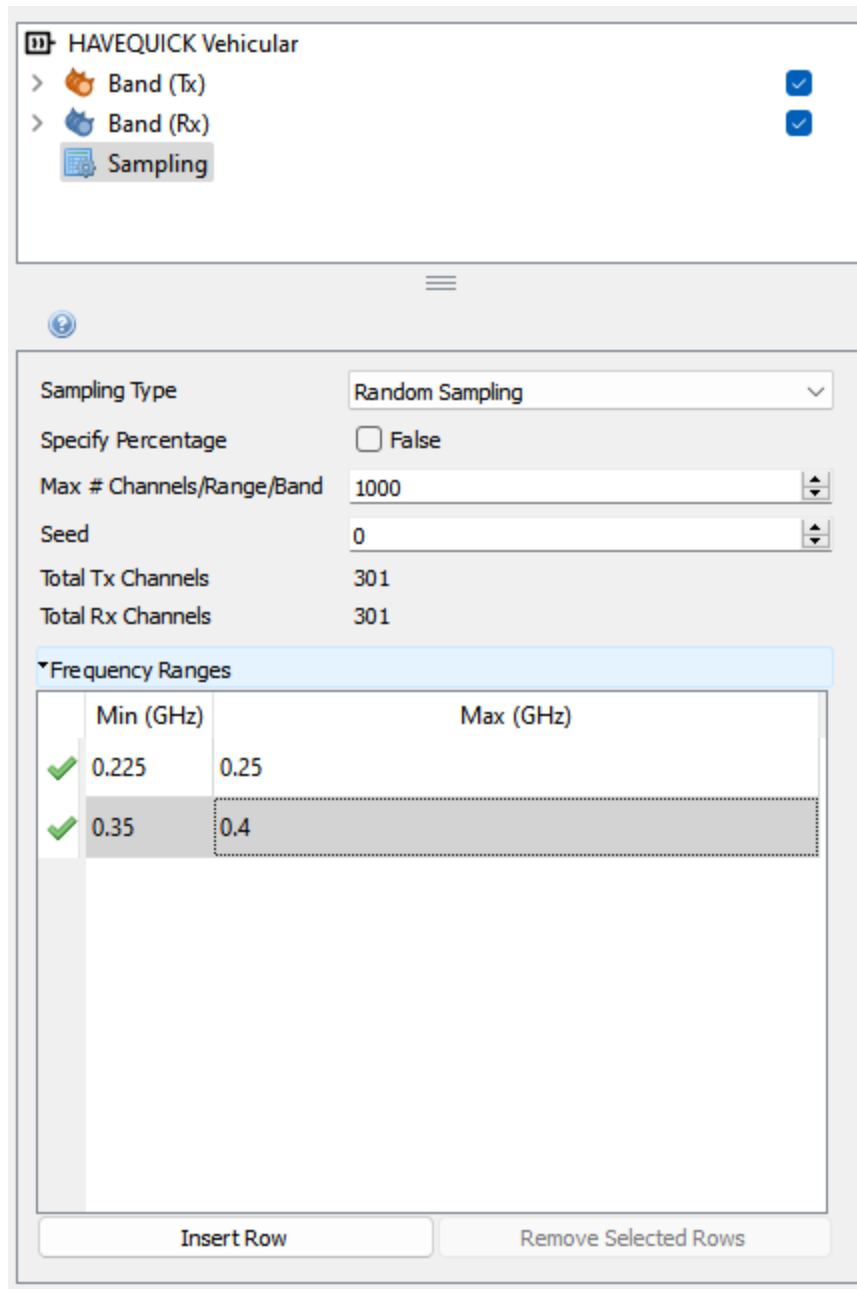 HAVEQUICK Vehicular
Band (Tx)
Band (Rx)
Sampling
Sampling Type Random Sampling
Specify Percentage False
Max # Channels/Range/Band 1000
Seed 0
Total Tx Channels 301
Total Rx Channels 301
Frequency Ranges
Min (GHz) Max (GHz)
0.225 0.25
0.35 0.4
Insert Row Remove Selected Rows